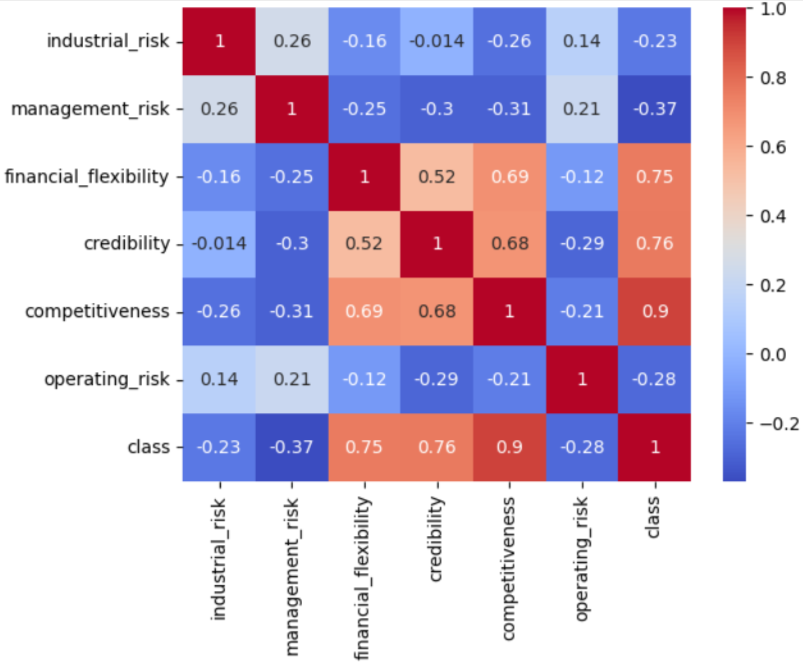 industrial_risk 1 0.26 -0.16 -0.014 -0.26 0.14 -0.23
management_risk 0.26 1 -0.25 -0.3 -0.31 0.21 -0.37
financial_flexibility -0.16 -0.25 1 0.52 0.69 -0.12 0.75
credibility -0.014 -0.3 0.52 1 0.68 -0.29 0.76
competitiveness -0.26 -0.31 0.69 0.68 1 -0.21 0.9
operating_risk 0.14 0.21 -0.12 -0.29 -0.21 1 -0.28
class -0.23 -0.37 0.75 0.76 0.9 -0.28 1
industrial_risk
management_risk
financial_flexibility
credibility
competitiveness
operating_risk
class
1.0
0.8
0.6
0.4
0.2
0.0
−0.2